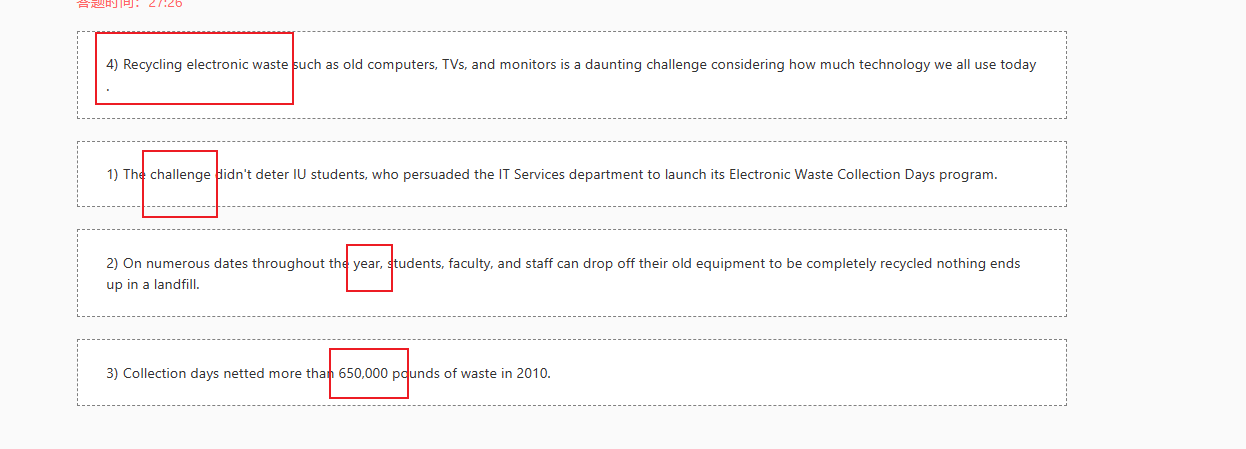 答题时间：27:26
4) Recycling electronic waste such as old computers, TVs, and monitors is a daunting challenge considering how much technology we all use today
.
1) The challenge didn't deter IU students, who persuaded the IT Services department to launch its Electronic Waste Collection Days program.
2) On numerous dates throughout the year, students, faculty, and staff can drop off their old equipment to be completely recycled nothing ends
up in a landfill.
3) Collection days netted more than 650,000 pounds of waste in 2010.